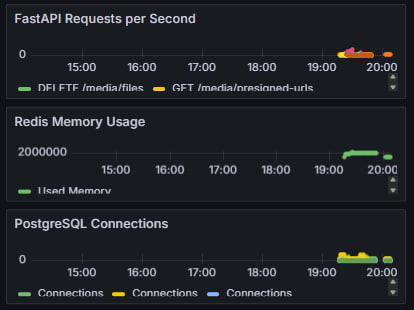 FastAPI Requests per Second
0
15:00 16:00 17:00 18:00 19:00 20:00
DELETE /media/files GET /media/presigned-urls
Redis Memory Usage
2000000
15:00 16:00 17:00 18:00 19:00 20:00
Used Memory
PostgreSQL Connections
0
15:00 16:00 17:00 18:00 19:00 20:00
Connections Connections Connections